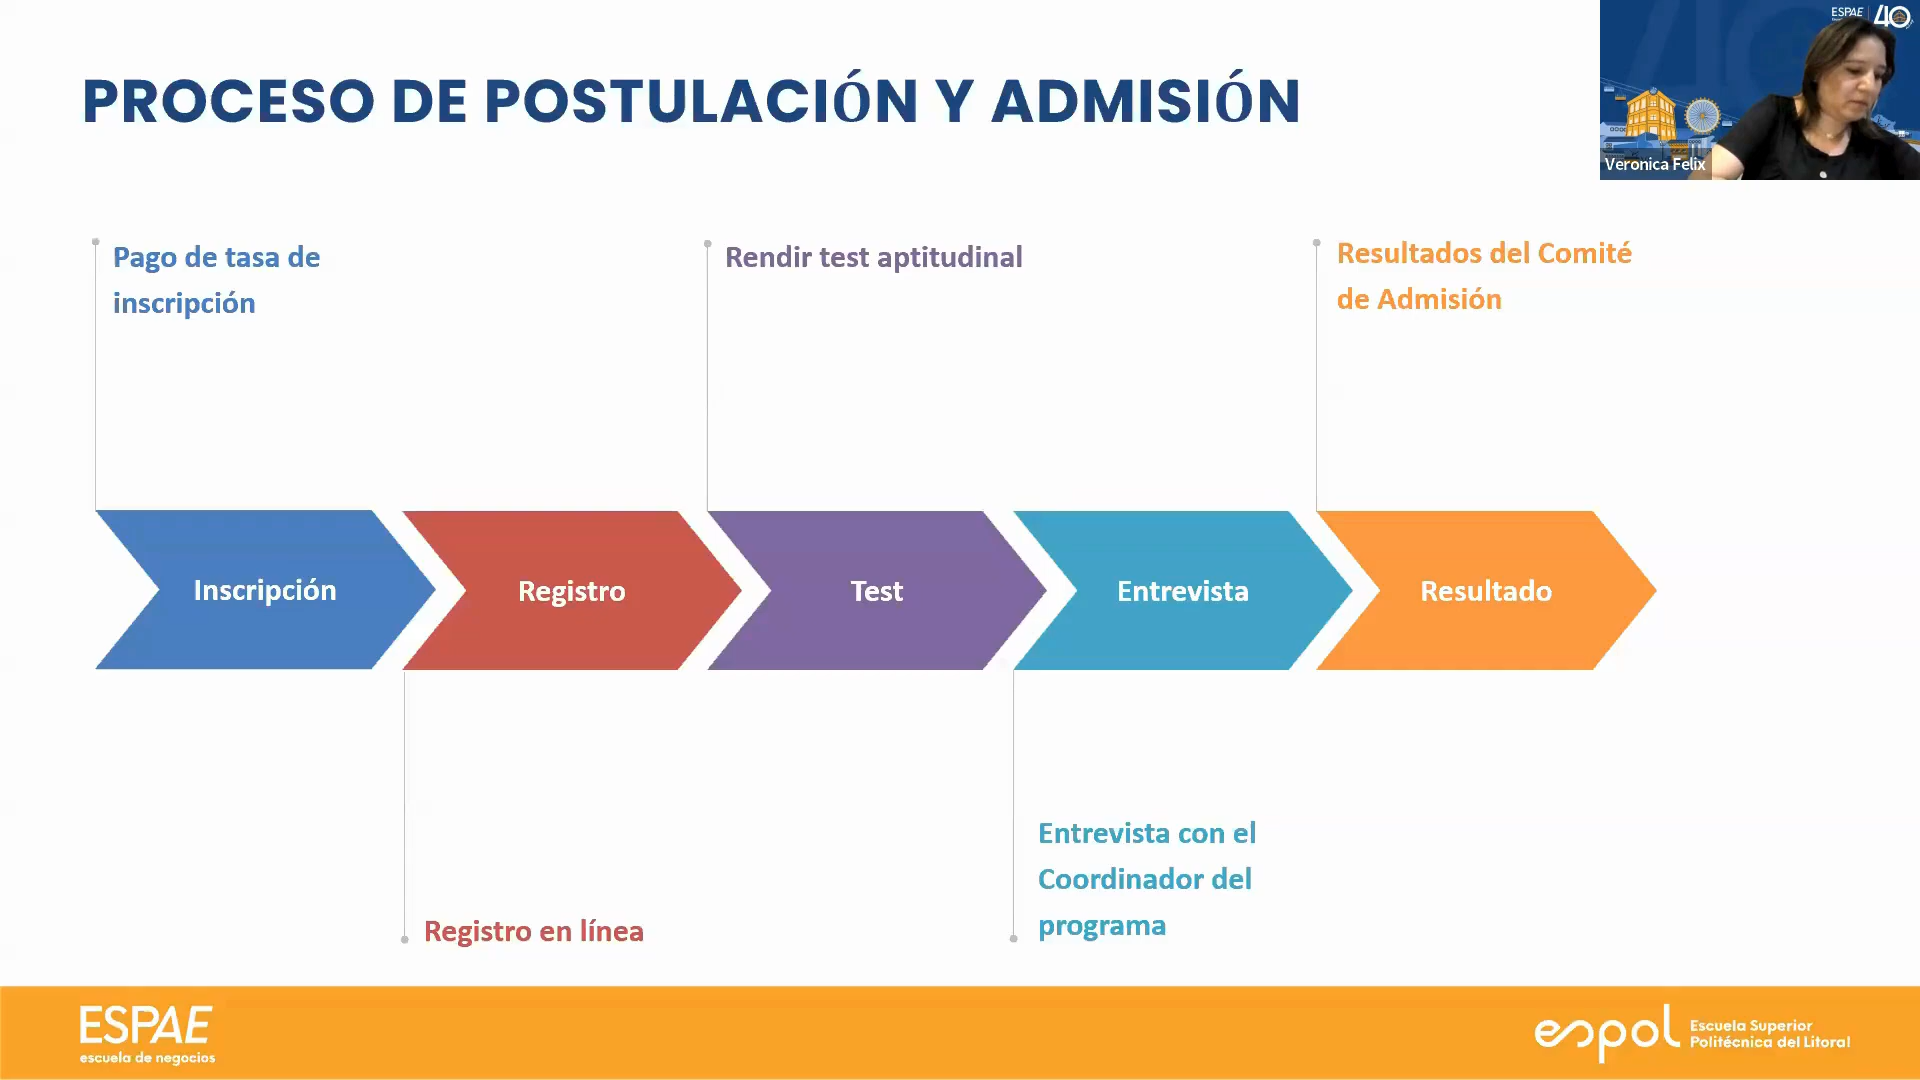 PROCESO DE POSTULACIÓN Y ADMISIÓN
ESPAE
40
Veronica Felix
Pago de tasa de
inscripción
Rendir test aptitudinal
Resultados del Comité
de Admisión
Inscripción
Registro
Test
Entrevista
Resultado
Registro en línea
Entrevista con el
Coordinador del
programa
ESPAE
escuela de negocios
espol
Escuela Superior
Politécnica del Litoral